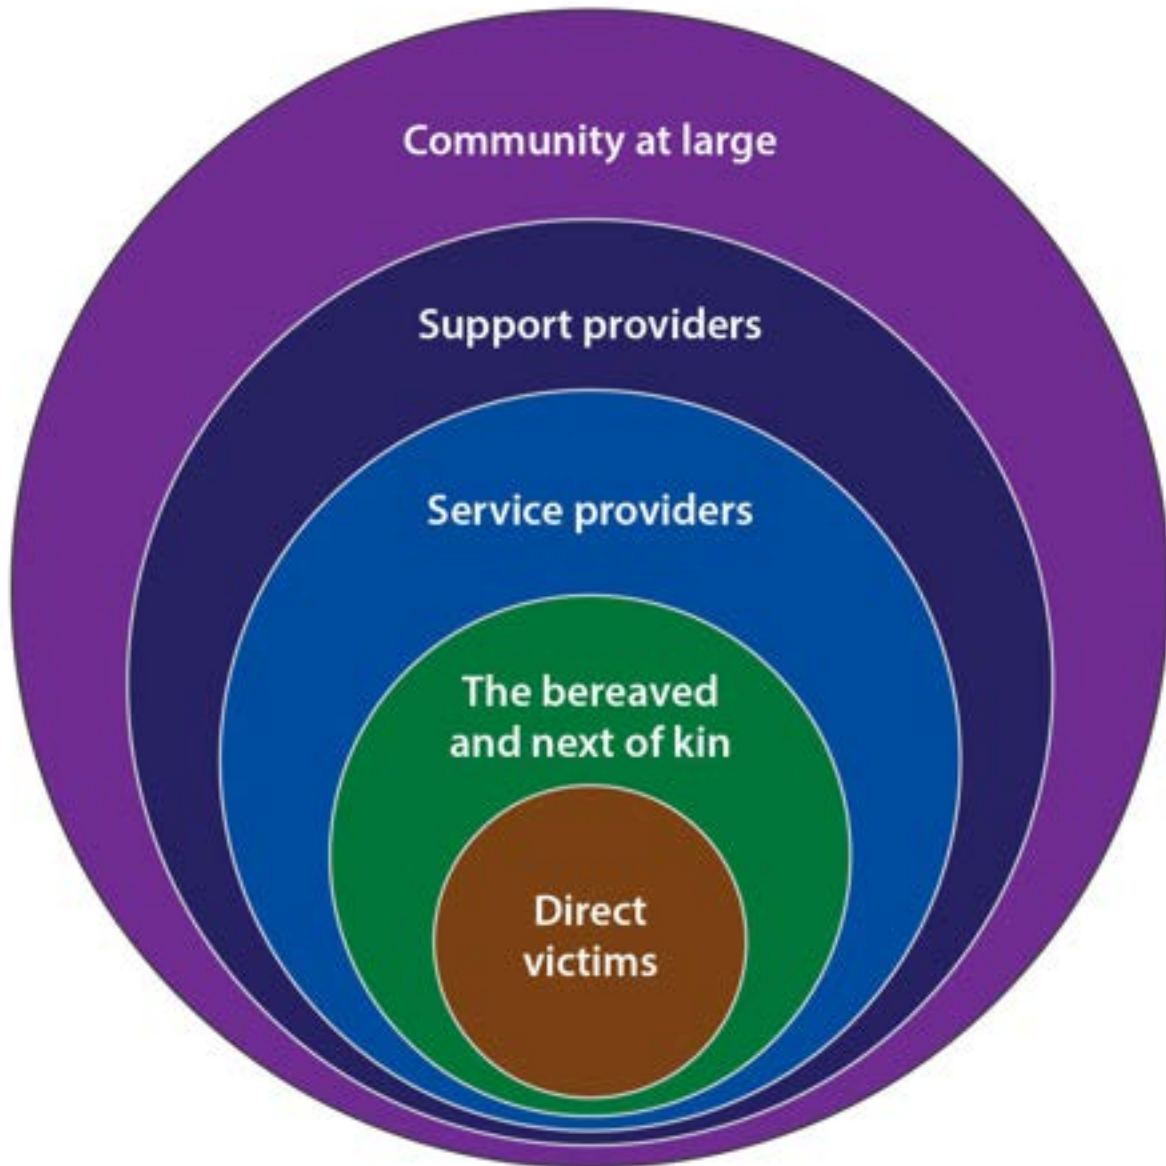 Community at large
Support providers
Service providers
The bereaved
and next of kin
Direct
victims